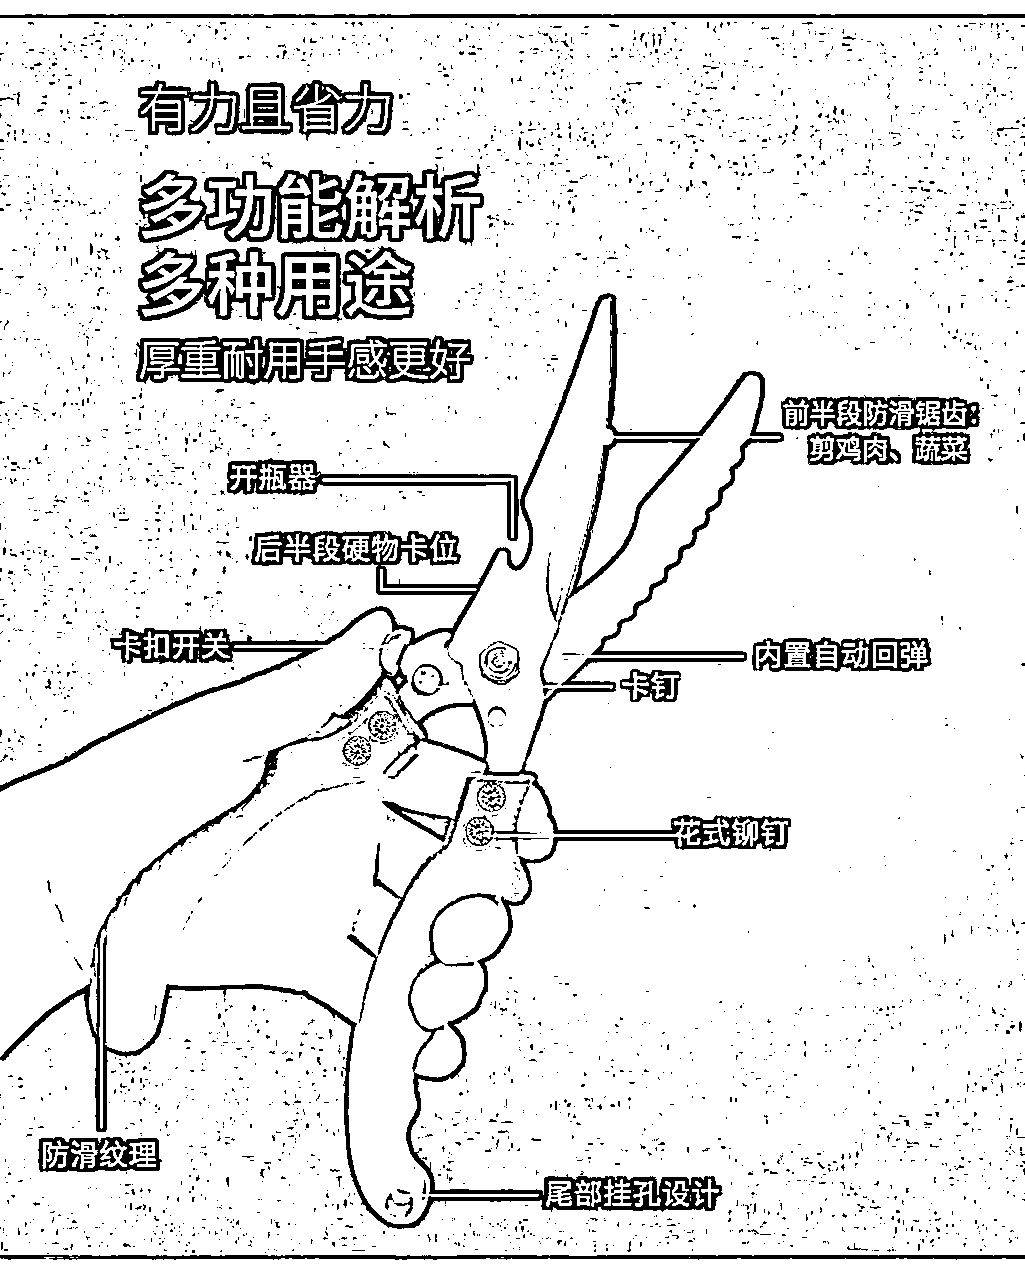 有力且省力
多功能解析
多种用途
厚重耐用手感更好
前半段防滑锯齿：
剪鸡肉、蔬菜
开瓶器
后半段硬物卡位
卡扣开关
内置自动回弹
卡钉
花式铆钉
防滑纹理
尾部挂孔设计